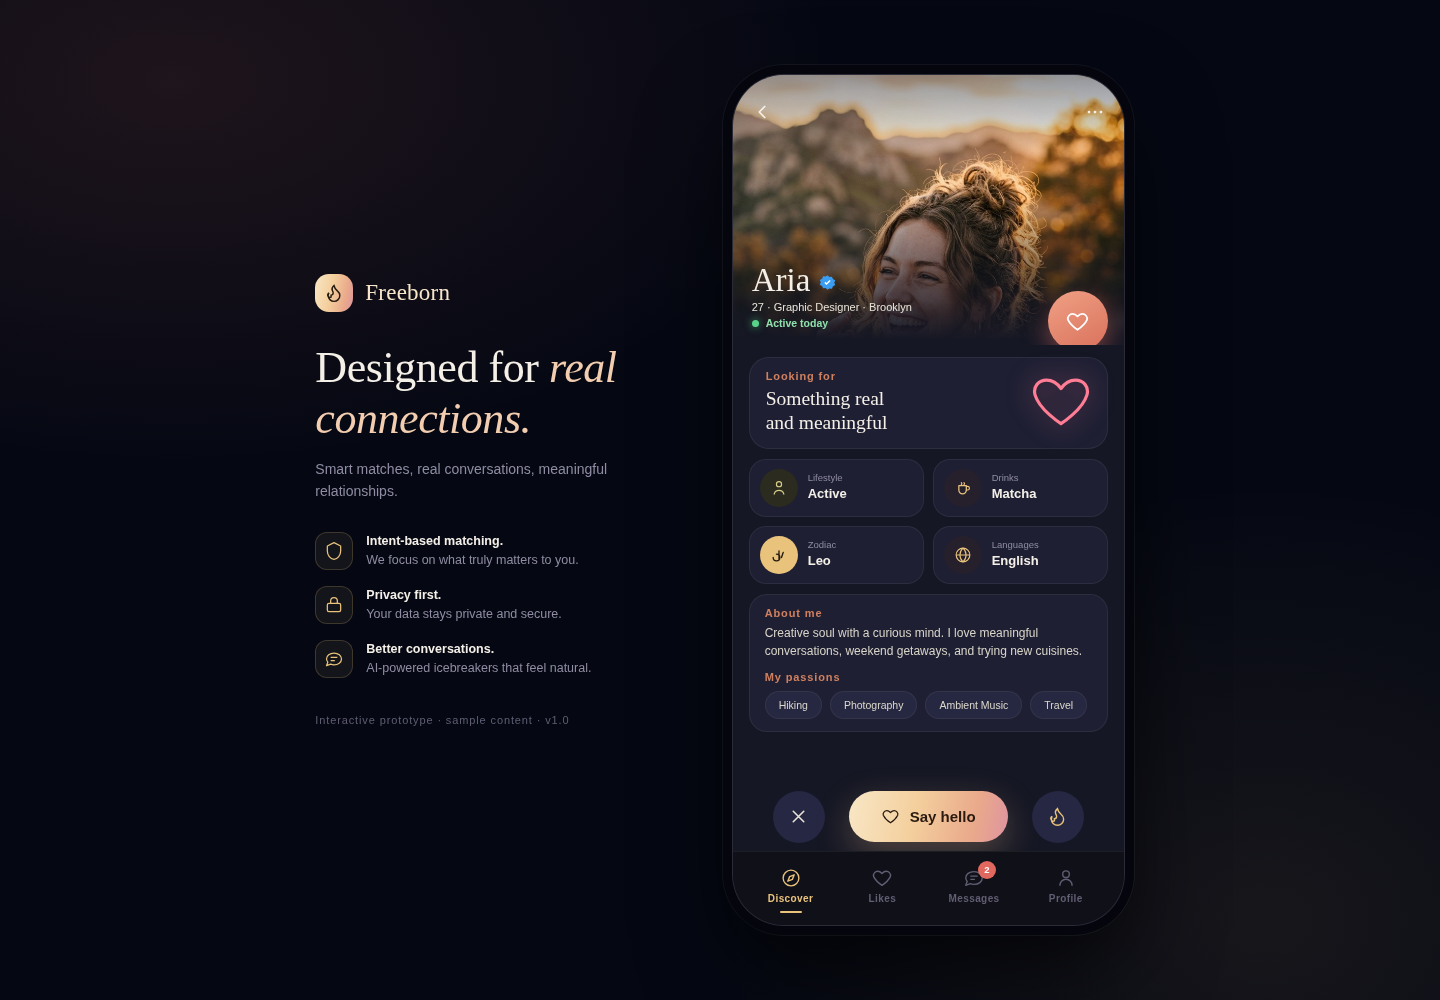 Freeborn
Designed for real
connections.
Smart matches, real conversations, meaningful
relationships.
Intent-based matching.
We focus on what truly matters to you.
Privacy first.
Your data stays private and secure.
Better conversations.
AI-powered icebreakers that feel natural.
Interactive prototype · sample content · v1.0
Aria
27 · Graphic Designer · Brooklyn
Active today
Looking for
Something real
and meaningful
Lifestyle
Active
Drinks
Matcha
Zodiac
Leo
Languages
English
About me
Creative soul with a curious mind. I love meaningful
conversations, weekend getaways, and trying new cuisines.
My passions
Hiking Photography Ambient Music Travel
Say hello
2
Discover Likes Messages Profile